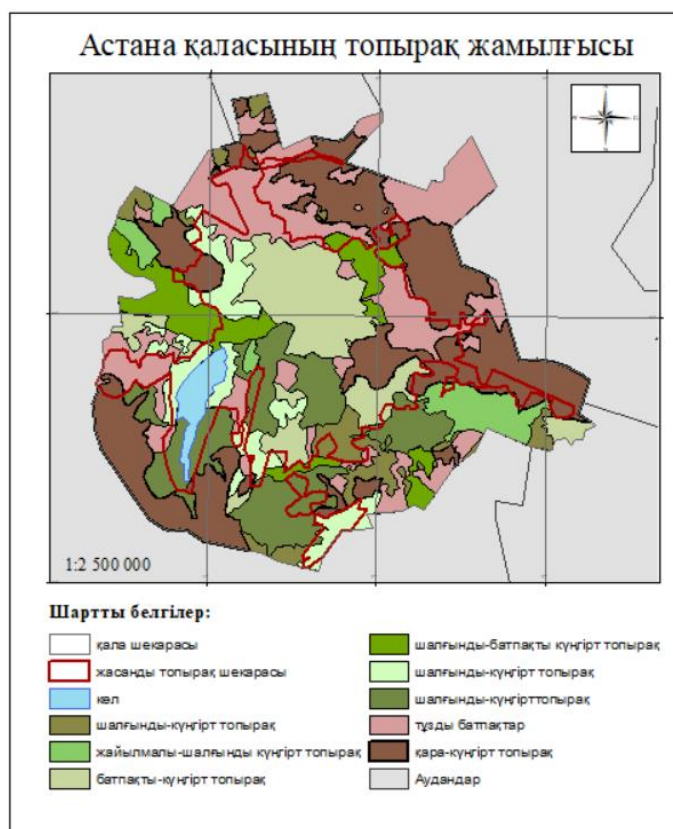 Астана қаласының топырақ жамылғысы
1:2 500 000
Шартты белгілер:
қала шекарасы
жасанды топырақ шекарасы
көл
шалғынды-күңгірт топырақ
жайылмалы-шалғынды күңгірт топырақ
батпақты-күңгірт топырақ
шалғынды-батпақты күңгірт топырақ
шалғынды-күңгірт топырақ
шалғынды-күңгірттопырақ
тұзды батпақтар
қара-күңгірт топырақ
Аудандар